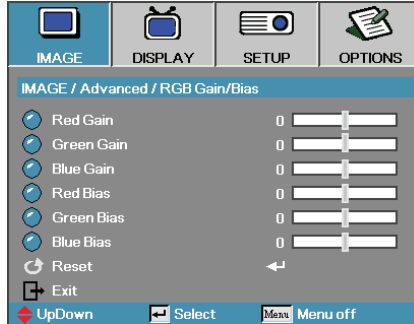 IMAGE DISPLAY SETUP OPTIONS
IMAGE / Advanced / RGB Gain/Bias
Red Gain 0
Green Gain 0
Blue Gain 0
Red Bias 0
Green Bias 0
Blue Bias 0
Reset
Exit
UpDown Select Menu Menu off